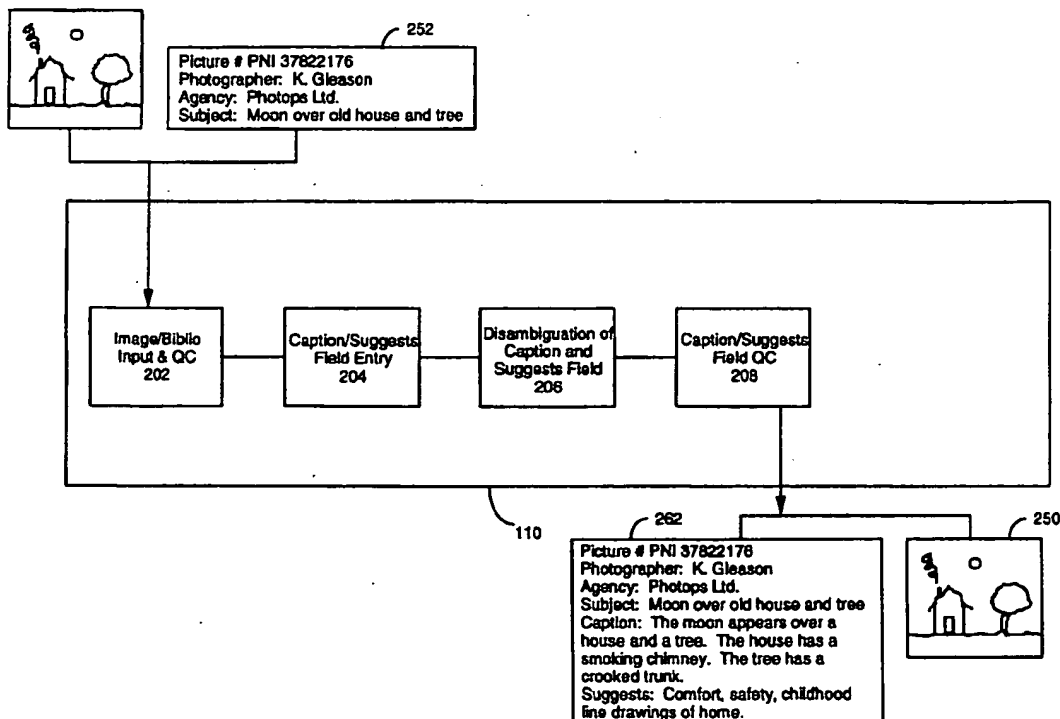 252
Picture # PNI 37822176
Photographer: K. Gleason
Agency: Photops Ltd.
Subject: Moon over old house and tree
Image/Biblio
Input & QC
202
Caption/Suggests
Field Entry
204
Disambiguation of
Caption and
Suggests Field
206
Caption/Suggests
Field QC
208
110
262
250
Picture # PNI 37822176
Photographer: K. Gleason
Agency: Photops Ltd.
Subject: Moon over old house and tree
Caption: The moon appears over a
house and a tree. The house has a
smoking chimney. The tree has a
crooked trunk.
Suggests: Comfort, safety, childhood
line drawings of home.